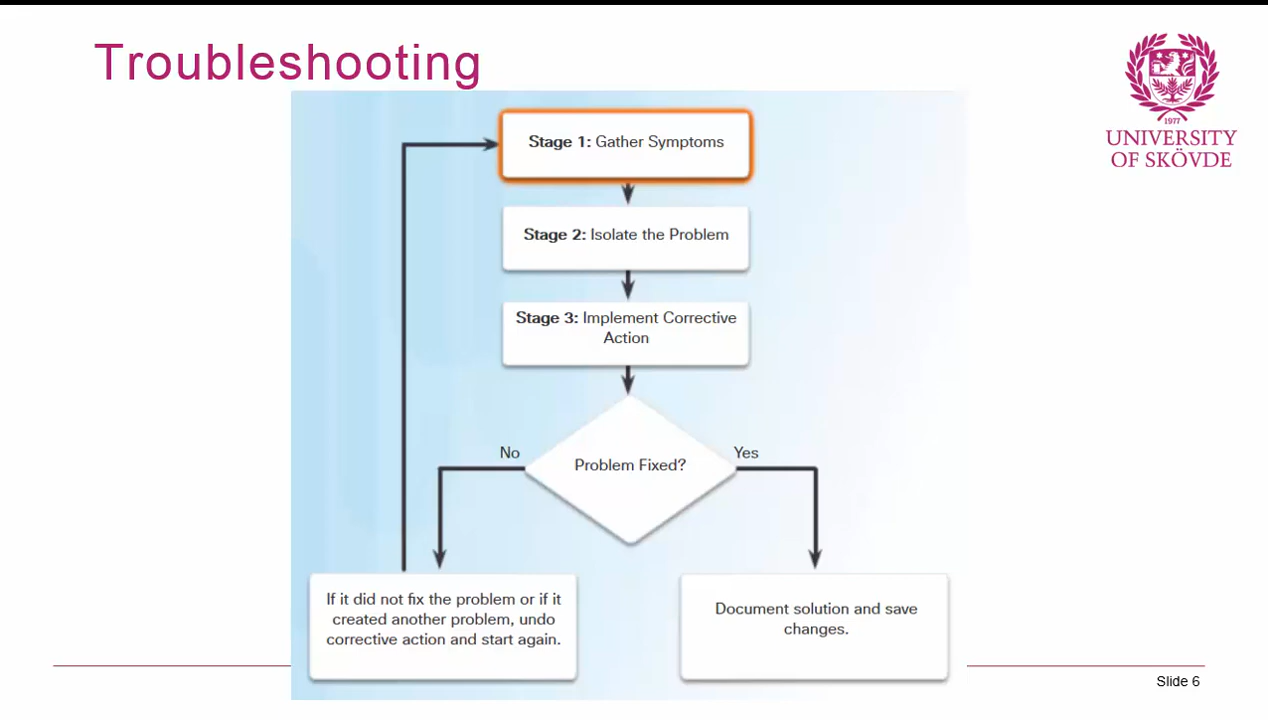 Troubleshooting
1977
UNIVERSITY
OF SKÖVDE
Stage 1: Gather Symptoms
Stage 2: Isolate the Problem
Stage 3: Implement Corrective
Action
No
Problem Fixed?
Yes
If it did not fix the problem or if it
created another problem, undo
corrective action and start again.
Document solution and save
changes.
Slide 6